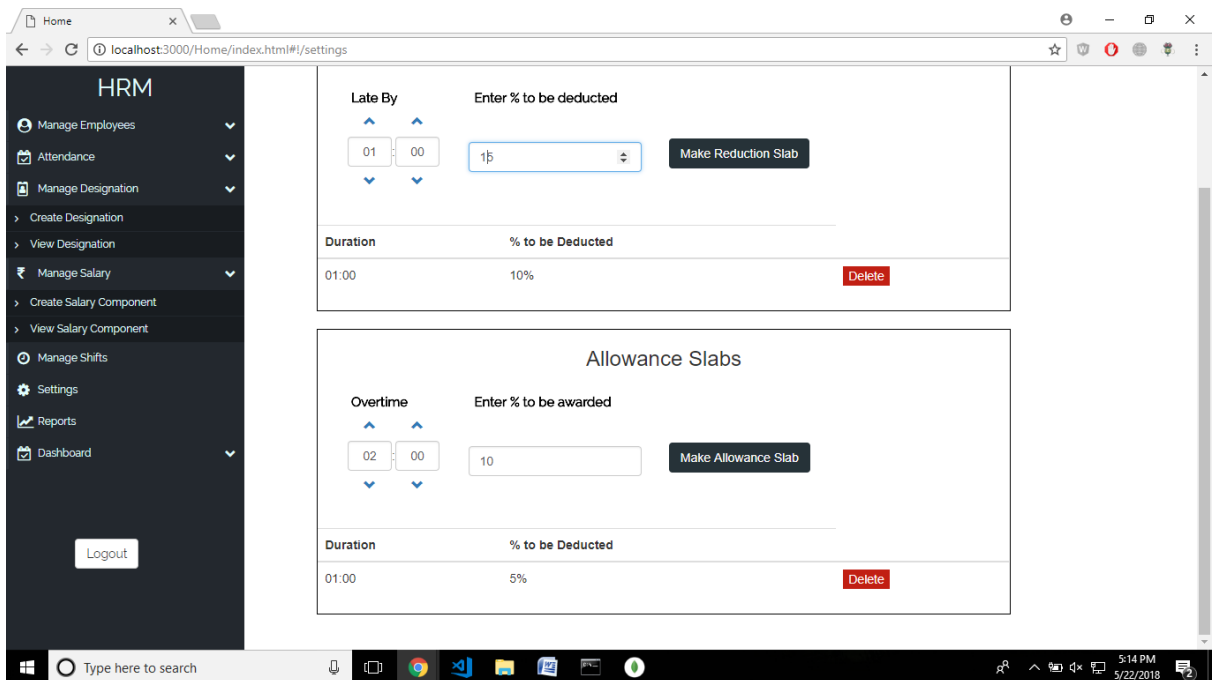 Home
localhost:3000/Home/index.html#!/settings
HRM
Manage Employees
Attendance
Manage Designation
Create Designation
View Designation
Manage Salary
Create Salary Component
View Salary Component
Manage Shifts
Settings
Reports
Dashboard
Logout
Late By Enter % to be deducted
01 : 00 15 Make Reduction Slab
Duration % to be Deducted
01:00 10% Delete
Allowance Slabs
Overtime Enter % to be awarded
02 : 00 10 Make Allowance Slab
Duration % to be Deducted
01:00 5% Delete
Type here to search
5:14 PM
5/22/2018
2